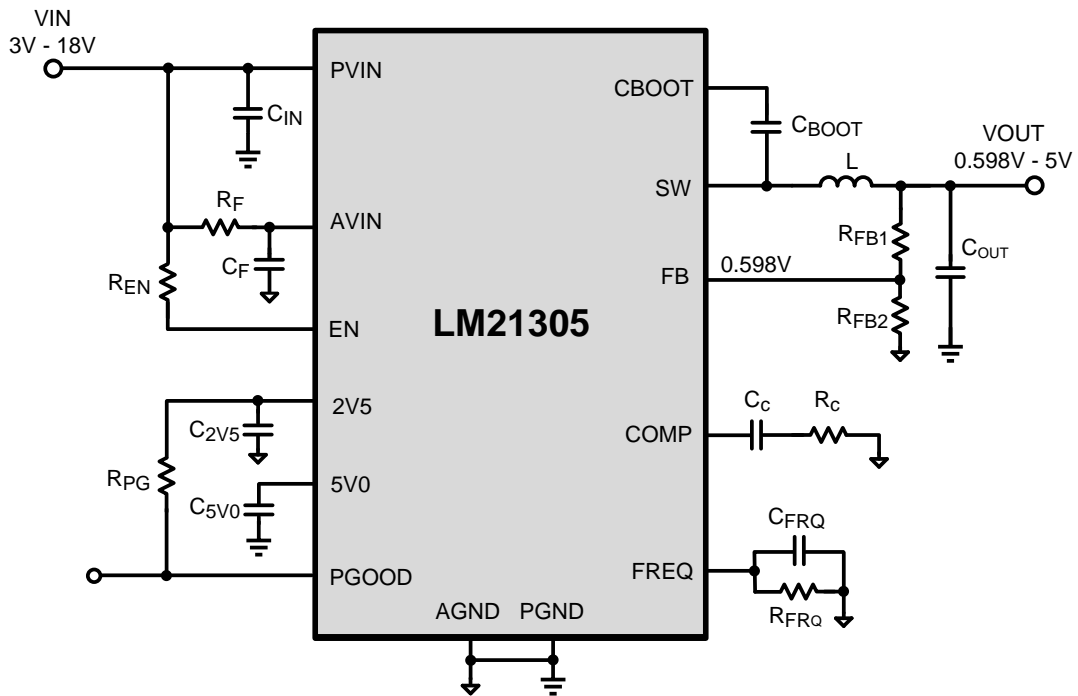 VIN
3V - 18V
PVIN
CIN
RF
AVIN
CF
REN
EN
2V5
C2V5
RPG
5V0
C5V0
PGOOD
AGND PGND
LM21305
CBOOT
CBOOT
SW
L
VOUT
0.598V - 5V
RFB1
COUT
FB
0.598V
RFB2
COMP
Cc
Rc
FREQ
CFRQ
RFRQ